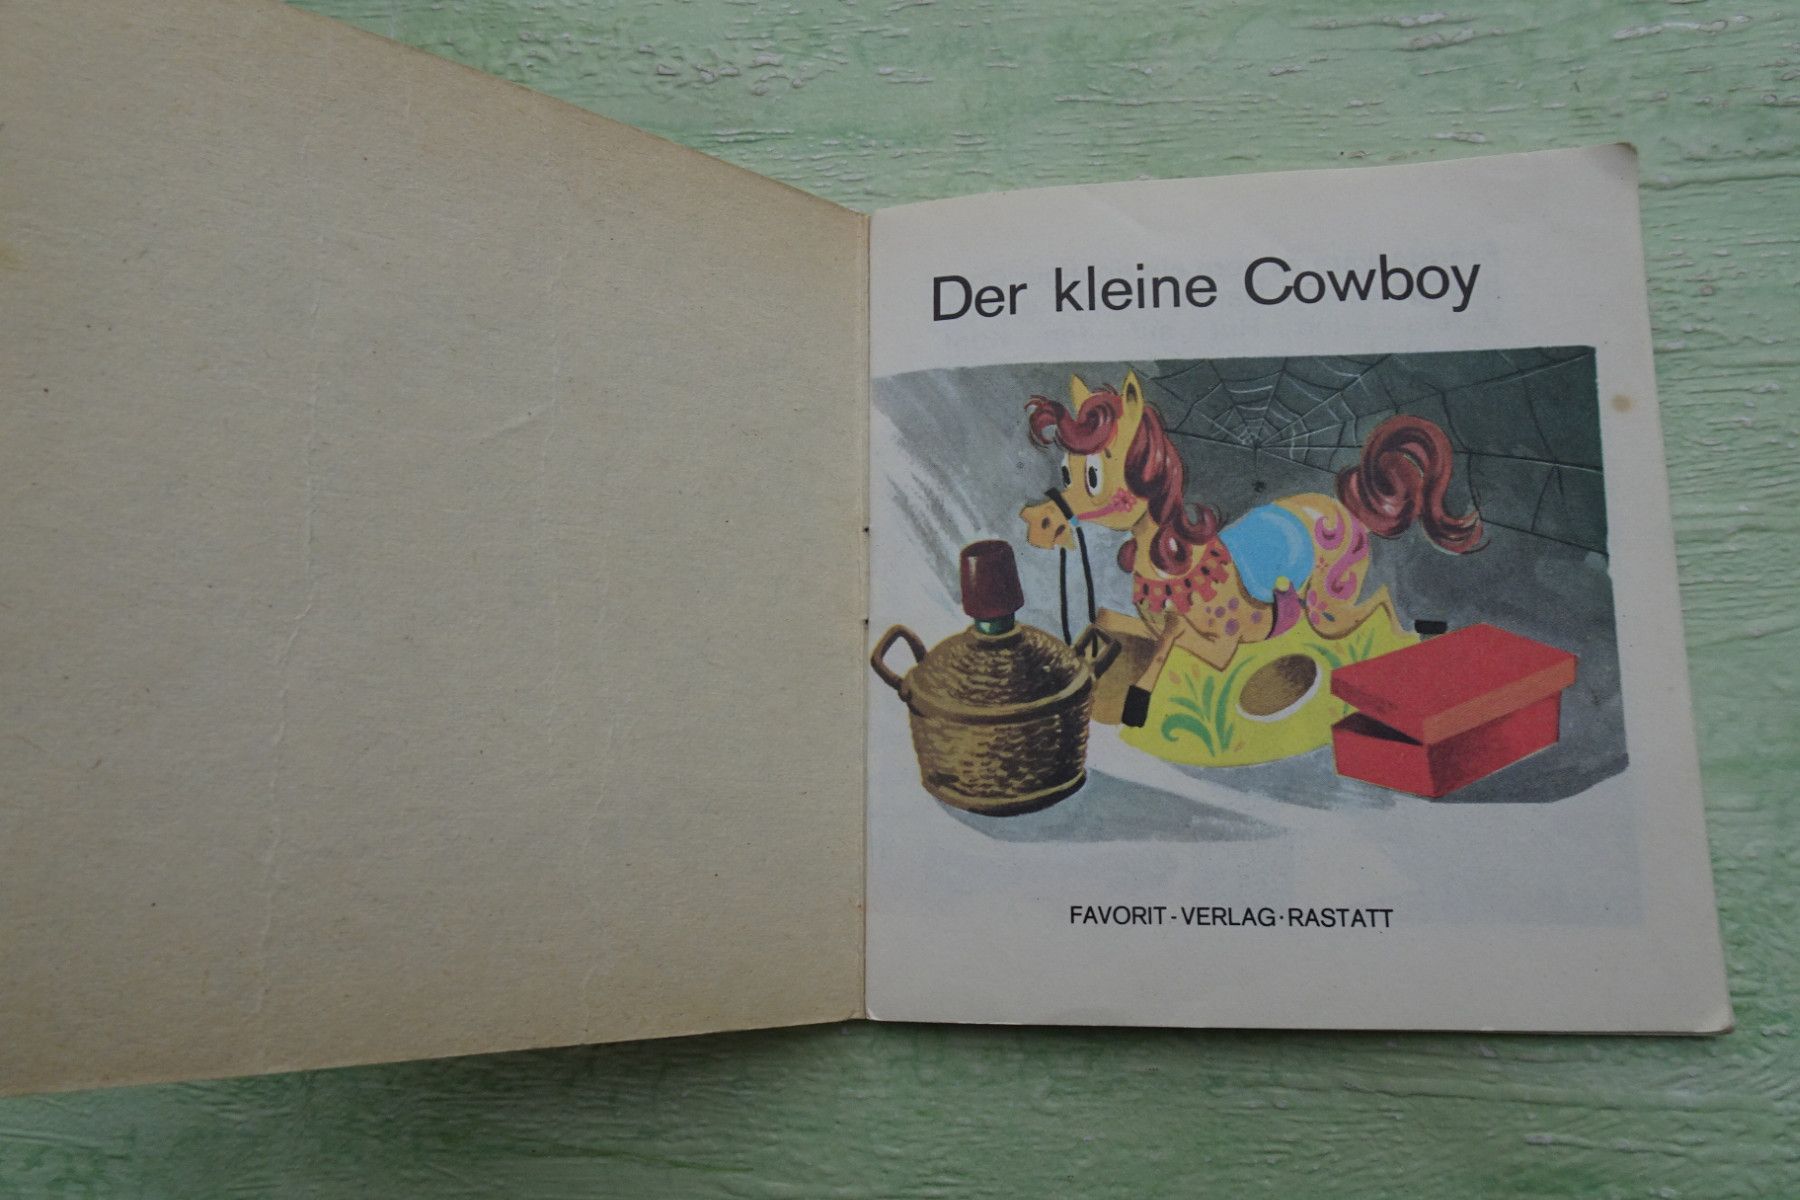 Der kleine Cowboy
FAVORIT-VERLAG·RASTATT